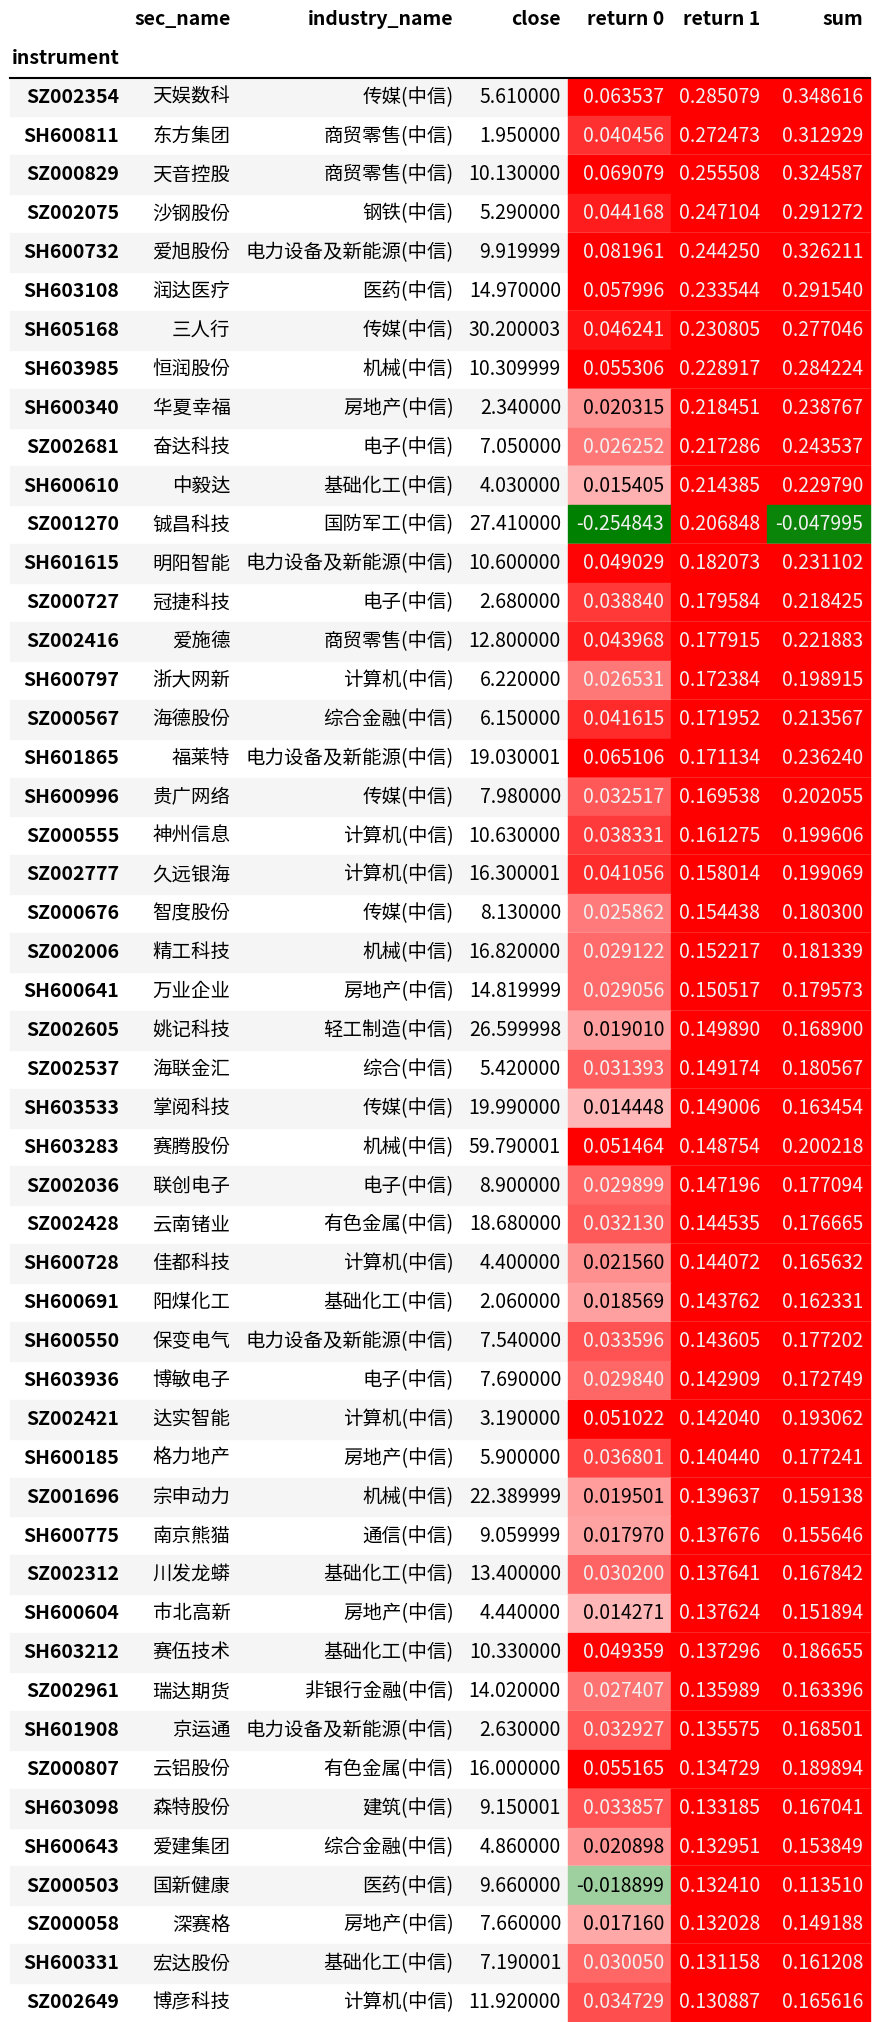 sec_name industry_name close return 0 return 1 sum
instrument
SZ002354 天娱数科 传媒(中信) 5.610000 0.063537 0.285079 0.348616
SH600811 东方集团 商贸零售(中信) 1.950000 0.040456 0.272473 0.312929
SZ000829 天音控股 商贸零售(中信) 10.130000 0.069079 0.255508 0.324587
SZ002075 沙钢股份 钢铁(中信) 5.290000 0.044168 0.247104 0.291272
SH600732 爱旭股份 电力设备及新能源(中信) 9.919999 0.081961 0.244250 0.326211
SH603108 润达医疗 医药(中信) 14.970000 0.057996 0.233544 0.291540
SH605168 三人行 传媒(中信) 30.200003 0.046241 0.230805 0.277046
SH603985 恒润股份 机械(中信) 10.309999 0.055306 0.228917 0.284224
SH600340 华夏幸福 房地产(中信) 2.340000 0.020315 0.218451 0.238767
SZ002681 奋达科技 电子(中信) 7.050000 0.026252 0.217286 0.243537
SH600610 中毅达 基础化工(中信) 4.030000 0.015405 0.214385 0.229790
SZ001270 铖昌科技 国防军工(中信) 27.410000 -0.254843 0.206848 -0.047995
SH601615 明阳智能 电力设备及新能源(中信) 10.600000 0.049029 0.182073 0.231102
SZ000727 冠捷科技 电子(中信) 2.680000 0.038840 0.179584 0.218425
SZ002416 爱施德 商贸零售(中信) 12.800000 0.043968 0.177915 0.221883
SH600797 浙大网新 计算机(中信) 6.220000 0.026531 0.172384 0.198915
SZ000567 海德股份 综合金融(中信) 6.150000 0.041615 0.171952 0.213567
SH601865 福莱特 电力设备及新能源(中信) 19.030001 0.065106 0.171134 0.236240
SH600996 贵广网络 传媒(中信) 7.980000 0.032517 0.169538 0.202055
SZ000555 神州信息 计算机(中信) 10.630000 0.038331 0.161275 0.199606
SZ002777 久远银海 计算机(中信) 16.300001 0.041056 0.158014 0.199069
SZ000676 智度股份 传媒(中信) 8.130000 0.025862 0.154438 0.180300
SZ002006 精工科技 机械(中信) 16.820000 0.029122 0.152217 0.181339
SH600641 万业企业 房地产(中信) 14.819999 0.029056 0.150517 0.179573
SZ002605 姚记科技 轻工制造(中信) 26.599998 0.019010 0.149890 0.168900
SZ002537 海联金汇 综合(中信) 5.420000 0.031393 0.149174 0.180567
SH603533 掌阅科技 传媒(中信) 19.990000 0.014448 0.149006 0.163454
SH603283 赛腾股份 机械(中信) 59.790001 0.051464 0.148754 0.200218
SZ002036 联创电子 电子(中信) 8.900000 0.029899 0.147196 0.177094
SZ002428 云南锗业 有色金属(中信) 18.680000 0.032130 0.144535 0.176665
SH600728 佳都科技 计算机(中信) 4.400000 0.021560 0.144072 0.165632
SH600691 阳煤化工 基础化工(中信) 2.060000 0.018569 0.143762 0.162331
SH600550 保变电气 电力设备及新能源(中信) 7.540000 0.033596 0.143605 0.177202
SH603936 博敏电子 电子(中信) 7.690000 0.029840 0.142909 0.172749
SZ002421 达实智能 计算机(中信) 3.190000 0.051022 0.142040 0.193062
SH600185 格力地产 房地产(中信) 5.900000 0.036801 0.140440 0.177241
SZ001696 宗申动力 机械(中信) 22.389999 0.019501 0.139637 0.159138
SH600775 南京熊猫 通信(中信) 9.059999 0.017970 0.137676 0.155646
SZ002312 川发龙蟒 基础化工(中信) 13.400000 0.030200 0.137641 0.167842
SH600604 市北高新 房地产(中信) 4.440000 0.014271 0.137624 0.151894
SH603212 赛伍技术 基础化工(中信) 10.330000 0.049359 0.137296 0.186655
SZ002961 瑞达期货 非银行金融(中信) 14.020000 0.027407 0.135989 0.163396
SH601908 京运通 电力设备及新能源(中信) 2.630000 0.032927 0.135575 0.168501
SZ000807 云铝股份 有色金属(中信) 16.000000 0.055165 0.134729 0.189894
SH603098 森特股份 建筑(中信) 9.150001 0.033857 0.133185 0.167041
SH600643 爱建集团 综合金融(中信) 4.860000 0.020898 0.132951 0.153849
SZ000503 国新健康 医药(中信) 9.660000 -0.018899 0.132410 0.113510
SZ000058 深赛格 房地产(中信) 7.660000 0.017160 0.132028 0.149188
SH600331 宏达股份 基础化工(中信) 7.190001 0.030050 0.131158 0.161208
SZ002649 博彦科技 计算机(中信) 11.920000 0.034729 0.130887 0.165616